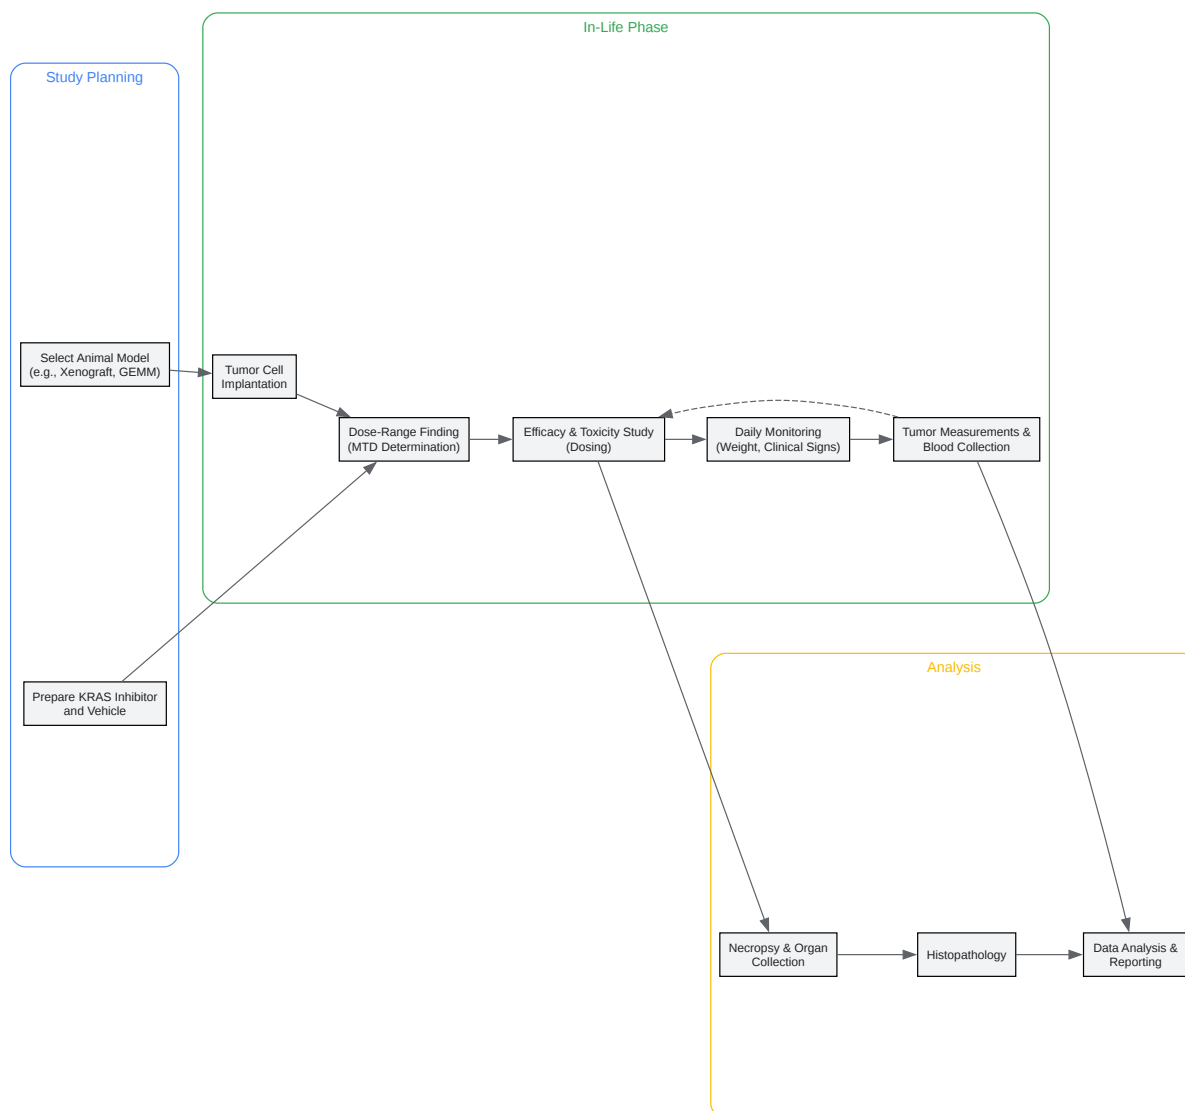 In-Life Phase
Study Planning
Select Animal Model
(e.g., Xenograft, GEMM)
Tumor Cell
Implantation
Dose-Range Finding
(MTD Determination)
Efficacy & Toxicity Study
(Dosing)
Daily Monitoring
(Weight, Clinical Signs)
Tumor Measurements &
Blood Collection
Prepare KRAS Inhibitor
and Vehicle
Analysis
Necropsy & Organ
Collection
Histopathology
Data Analysis &
Reporting